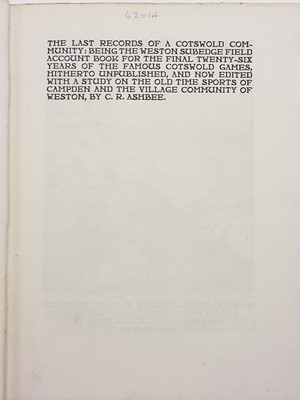 62014
THE LAST RECORDS OF A COTSWOLD COM-
MUNITY: BEING THE WESTON SUBEDGE FIELD
ACCOUNT BOOK FOR THE FINAL TWENTY-SIX
YEARS OF THE FAMOUS COTSWOLD GAMES,
HITHERTO UNPUBLISHED, AND NOW EDITED
WITH A STUDY ON THE OLD TIME SPORTS OF
CAMPDEN AND THE VILLAGE COMMUNITY OF
WESTON, BY C. R. ASHBEE.